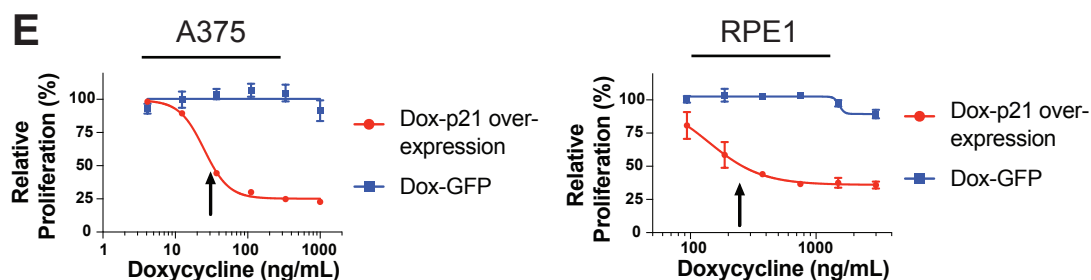 E
A375
Relative
Proliferation (%)
100
75
50
25
0
1
10
100
1000
Doxycycline (ng/mL)
Dox-p21 over-
expression
Dox-GFP
RPE1
Relative
Proliferation (%)
100
75
50
25
0
100
1000
Doxycycline (ng/mL)
Dox-p21 over-
expression
Dox-GFP